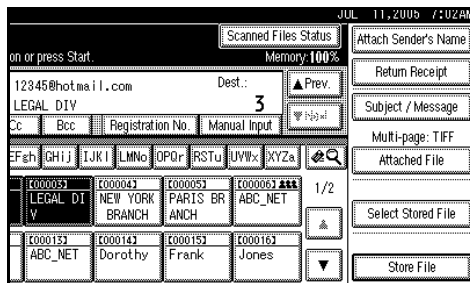 JUL 11,2005 7:02AM
Scanned Files Status
Attach Sender's Name
on or press Start.
Memory:100%
Return Receipt
12345@hotmail.com
Dest.:
▲Prev.
LEGAL DIV
3
▼Next
Subject / Message
Cc
Bcc
Registration No.
Manual Input
Multi-page: TIFF
Attached File
EFgh
GHij
IJKl
LMNo
OPQr
RSTu
UVWx
XYZa
[00003]
LEGAL DI
V
[00004]
NEW YORK
BRANCH
[00005]
PARIS BR
ANCH
[00006]
ABC_NET
1/2
Select Stored File
[00013]
ABC_NET
[00014]
Dorothy
[00015]
Frank
[00016]
Jones
▲
▼
Store File